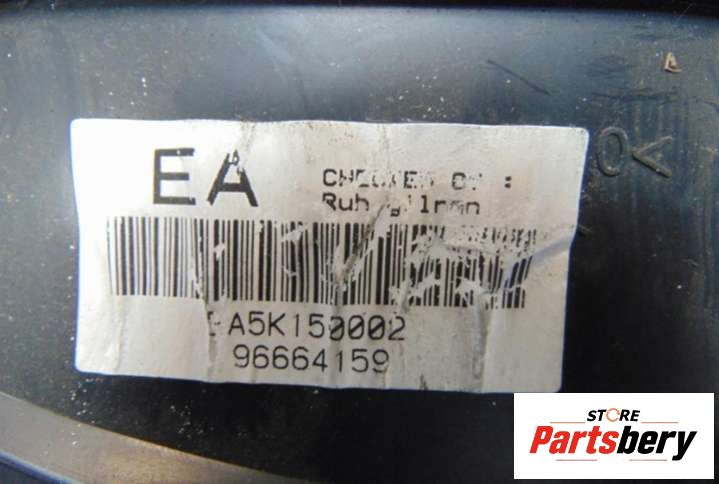 EA
CHECKED BY :
A5K150002
96664159
STORE
Partsbery